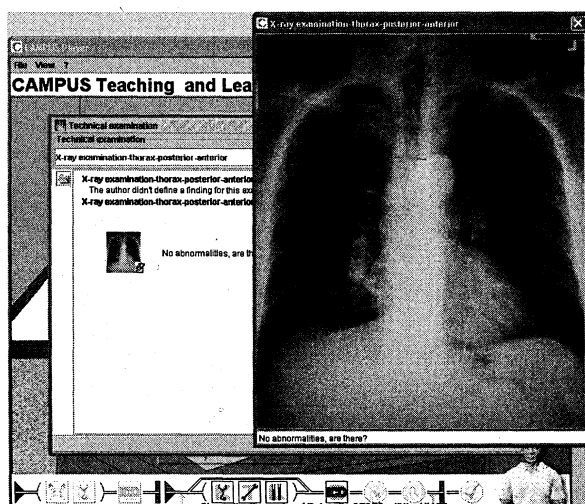 CAMPUS Player
File View ?
CAMPUS Teaching and Lea
Technical examination
Technical examination
X-ray examination-thorax-posterior-anterior
X-ray examination-thorax-posterior-anterior
The author didn't define a finding for this ex
X-ray examination-thorax-posterior-anterior
No abnormalities, are th
X-ray examination-thorax-posterior-anterior
No abnormalities, are there?